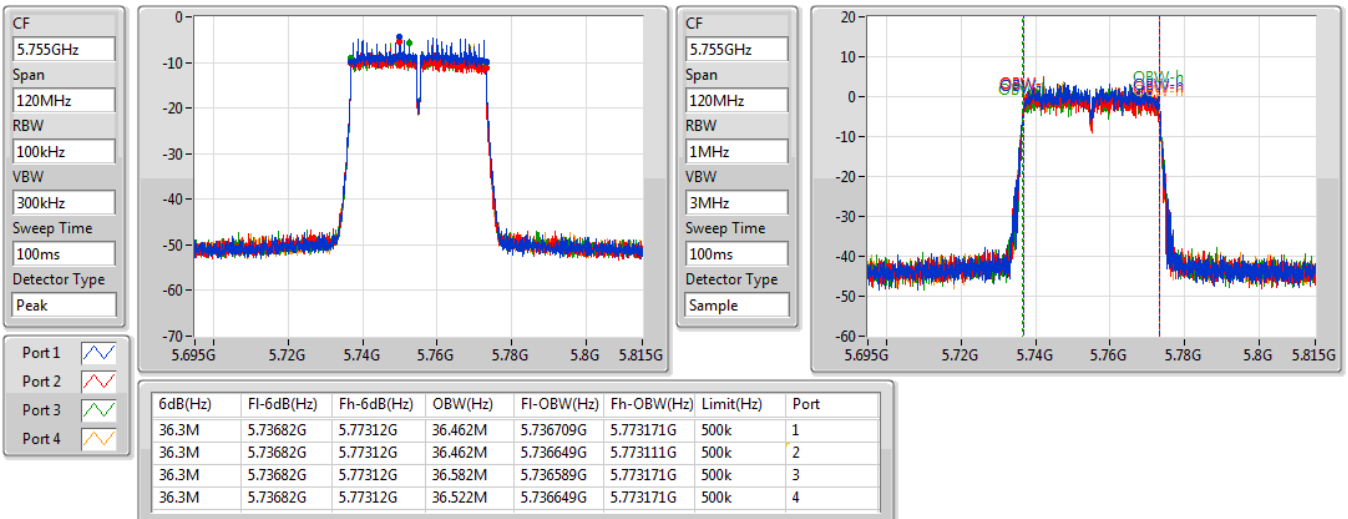 CF
5.755GHz
Span
120MHz
RBW
100kHz
VBW
300kHz
Sweep Time
100ms
Detector Type
Peak
Port 1
Port 2
Port 3
Port 4
0
-10
-20
-30
-40
-50
-60
-70
5.695G 5.72G 5.74G 5.76G 5.78G 5.8G 5.815G
CF
5.755GHz
Span
120MHz
RBW
1MHz
VBW
3MHz
Sweep Time
100ms
Detector Type
Sample
20
10
0
-10
-20
-30
-40
-50
-60
OBW-h
5.695G 5.72G 5.74G 5.76G 5.78G 5.8G 5.815G
6dB(Hz) Fl-6dB(Hz) Fh-6dB(Hz) OBW(Hz) Fl-OBW(Hz) Fh-OBW(Hz) Limit(Hz) Port
36.3M 5.73682G 5.77312G 36.462M 5.736709G 5.773171G 500k 1
36.3M 5.73682G 5.77312G 36.462M 5.736649G 5.773111G 500k 2
36.3M 5.73682G 5.77312G 36.582M 5.736589G 5.773171G 500k 3
36.3M 5.73682G 5.77312G 36.522M 5.736649G 5.773171G 500k 4